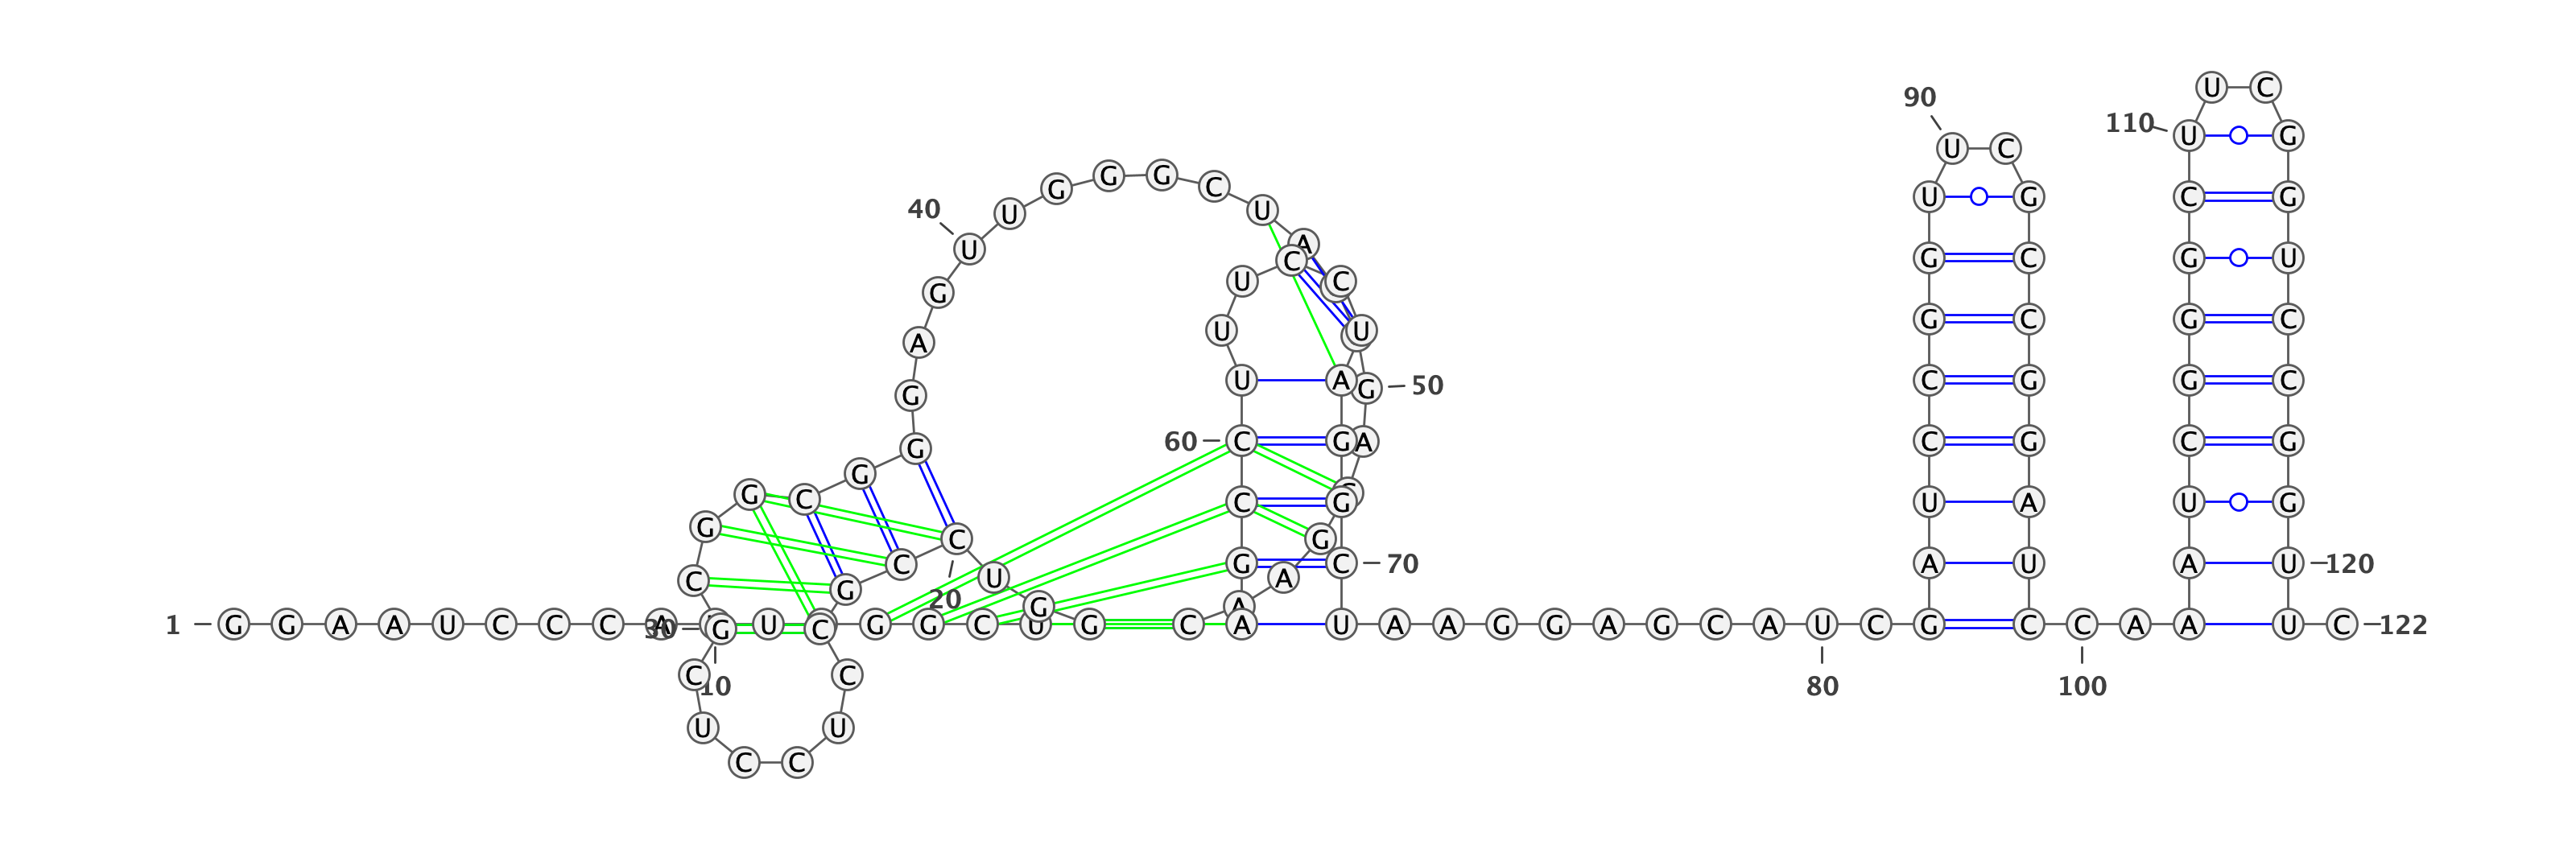 U C
90
110 U G
U C
G G G C
U G C G
40 U U U
U A C
G C G U
G U C
G C G C
A U U
U A G 50 C G G C
G
G 60 C G A C G C G
G
G C C G U A U G
G
C G
C G C 70 A U A U 120
C G U A
20 G A
1 G G A A U C C C A U G G C U G C A U A A G G A G C A U C G C C A A U C 122
30 G C
C C
10 80 100
U U
C C